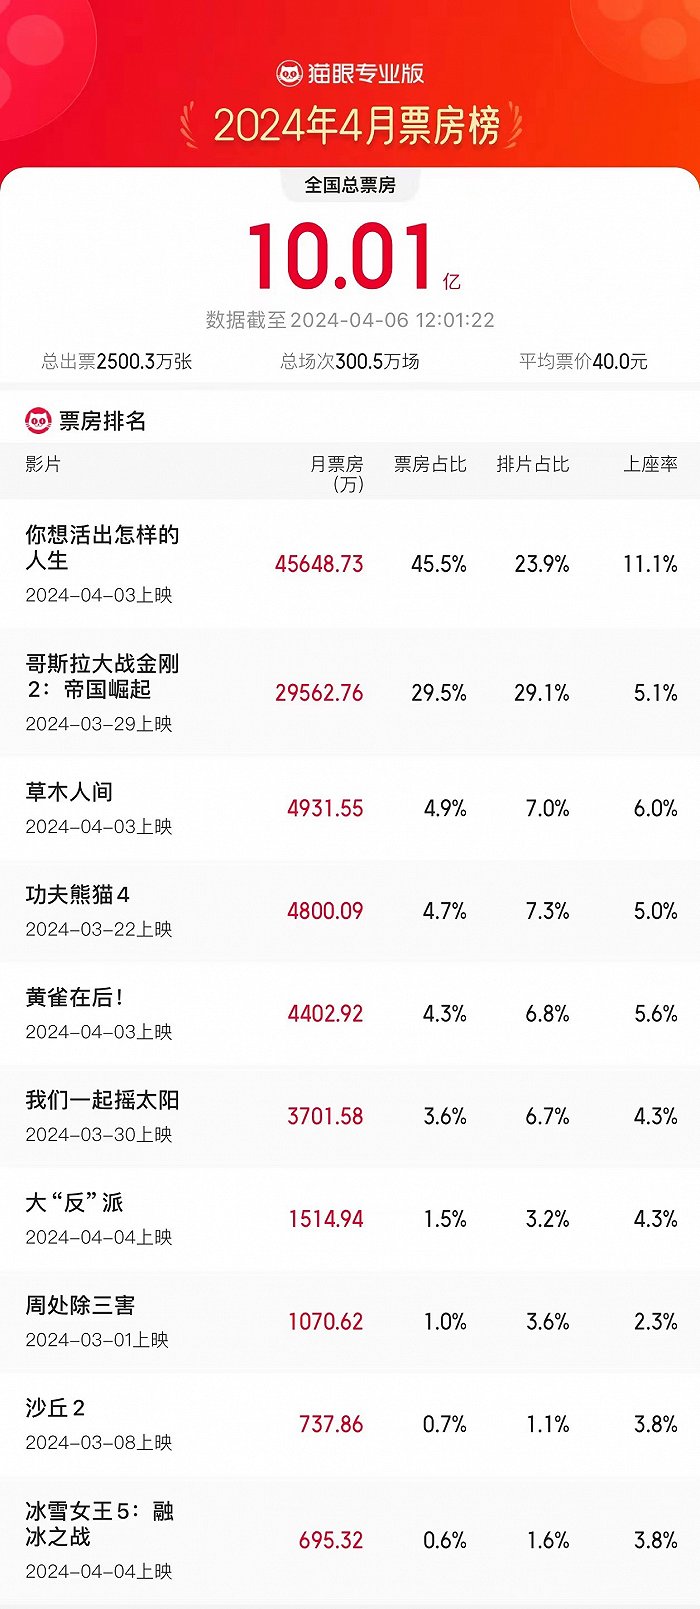 猫眼专业版
2024年4月票房榜
全国总票房
10.01亿
数据截至2024-04-06 12:01:22
总出票2500.3万张 总场次300.5万场 平均票价40.0元
票房排名
影片 月票房(万) 票房占比 排片占比 上座率
你想活出怎样的
人生
45648.73 45.5% 23.9% 11.1%
2024-04-03上映
哥斯拉大战金刚
2：帝国崛起
29562.76 29.5% 29.1% 5.1%
2024-03-29上映
草木人间
4931.55 4.9% 7.0% 6.0%
2024-04-03上映
功夫熊猫4
4800.09 4.7% 7.3% 5.0%
2024-03-22上映
黄雀在后！
4402.92 4.3% 6.8% 5.6%
2024-04-03上映
我们一起摇太阳
3701.58 3.6% 6.7% 4.3%
2024-03-30上映
大“反”派
1514.94 1.5% 3.2% 4.3%
2024-04-04上映
周处除三害
1070.62 1.0% 3.6% 2.3%
2024-03-01上映
沙丘2
737.86 0.7% 1.1% 3.8%
2024-03-08上映
冰雪女王5：融
冰之战
695.32 0.6% 1.6% 3.8%
2024-04-04上映